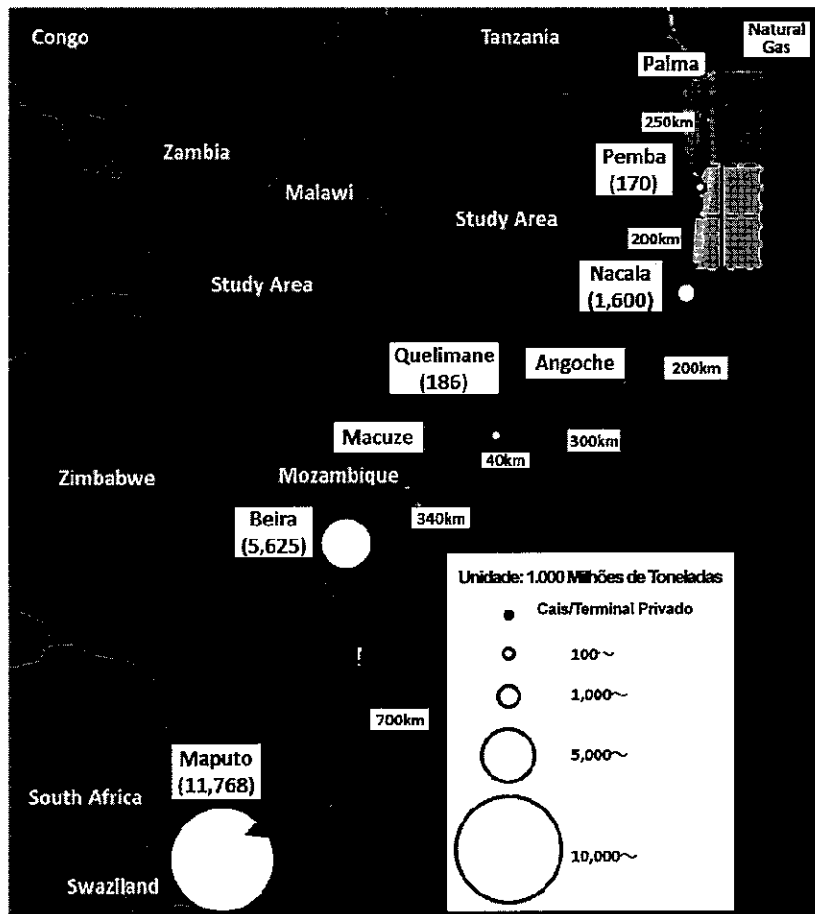 Congo
Tanzania
Natural
Gas
Palma
250km
Zambia
Pemba
(170)
Malawi
Study Area
200km
Study Area
Nacala
(1,600)
Quelimane
(186)
Angoche
200km
Macuze
300km
40km
Zimbabwe
Mozambique
Beira
(5,625)
340km
Unidade: 1.000 Milhões de Toneladas
Cais/Terminal Privado
100~
1,000~
700km
5,000~
Maputo
(11,768)
South Africa
10,000~
Swaziland